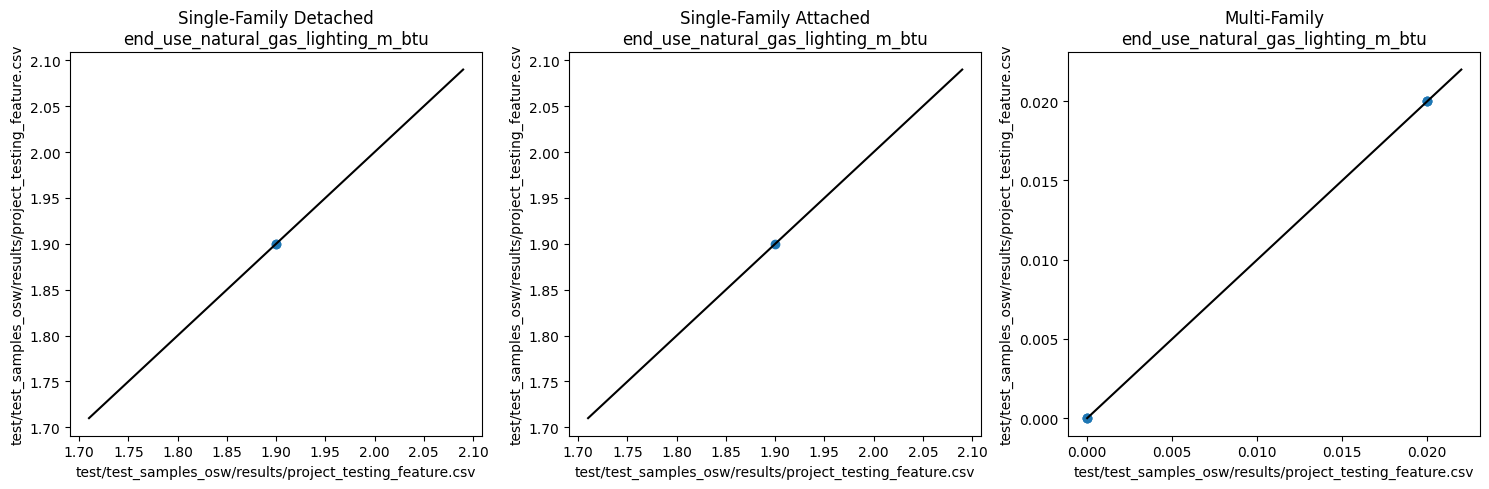 Single-Family Detached
end_use_natural_gas_lighting_m_btu
test/test_samples_osw/results/project_testing_feature.csv
2.10
2.05
2.00
1.95
1.90
1.85
1.80
1.75
1.70
1.70 1.75 1.80 1.85 1.90 1.95 2.00 2.05 2.10
test/test_samples_osw/results/project_testing_feature.csv
Single-Family Attached
end_use_natural_gas_lighting_m_btu
test/test_samples_osw/results/project_testing_feature.csv
2.10
2.05
2.00
1.95
1.90
1.85
1.80
1.75
1.70
1.70 1.75 1.80 1.85 1.90 1.95 2.00 2.05 2.10
test/test_samples_osw/results/project_testing_feature.csv
Multi-Family
end_use_natural_gas_lighting_m_btu
test/test_samples_osw/results/project_testing_feature.csv
0.020
0.015
0.010
0.005
0.000
0.000 0.005 0.010 0.015 0.020
test/test_samples_osw/results/project_testing_feature.csv